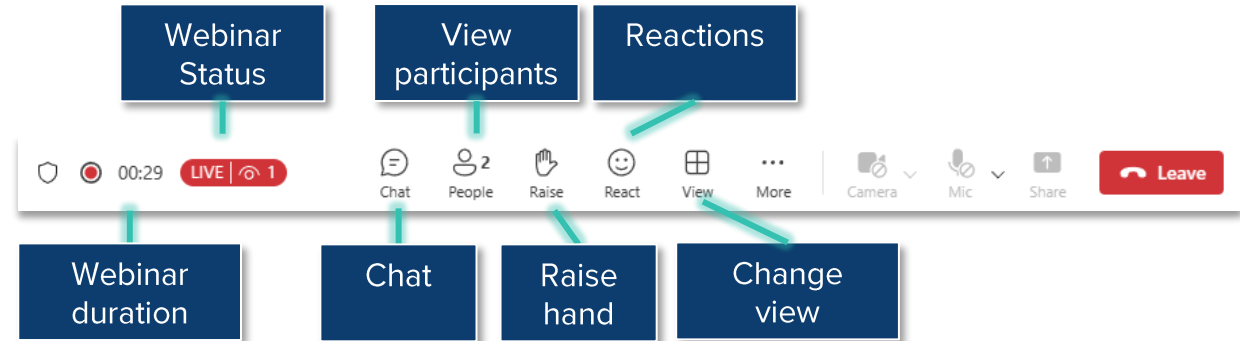 Webinar
Status
View
participants
Reactions
00:29
LIVE 1
Chat
2
People
Raise
React
View
More
Camera
Mic
Share
Leave
Webinar
duration
Chat
Raise
hand
Change
view